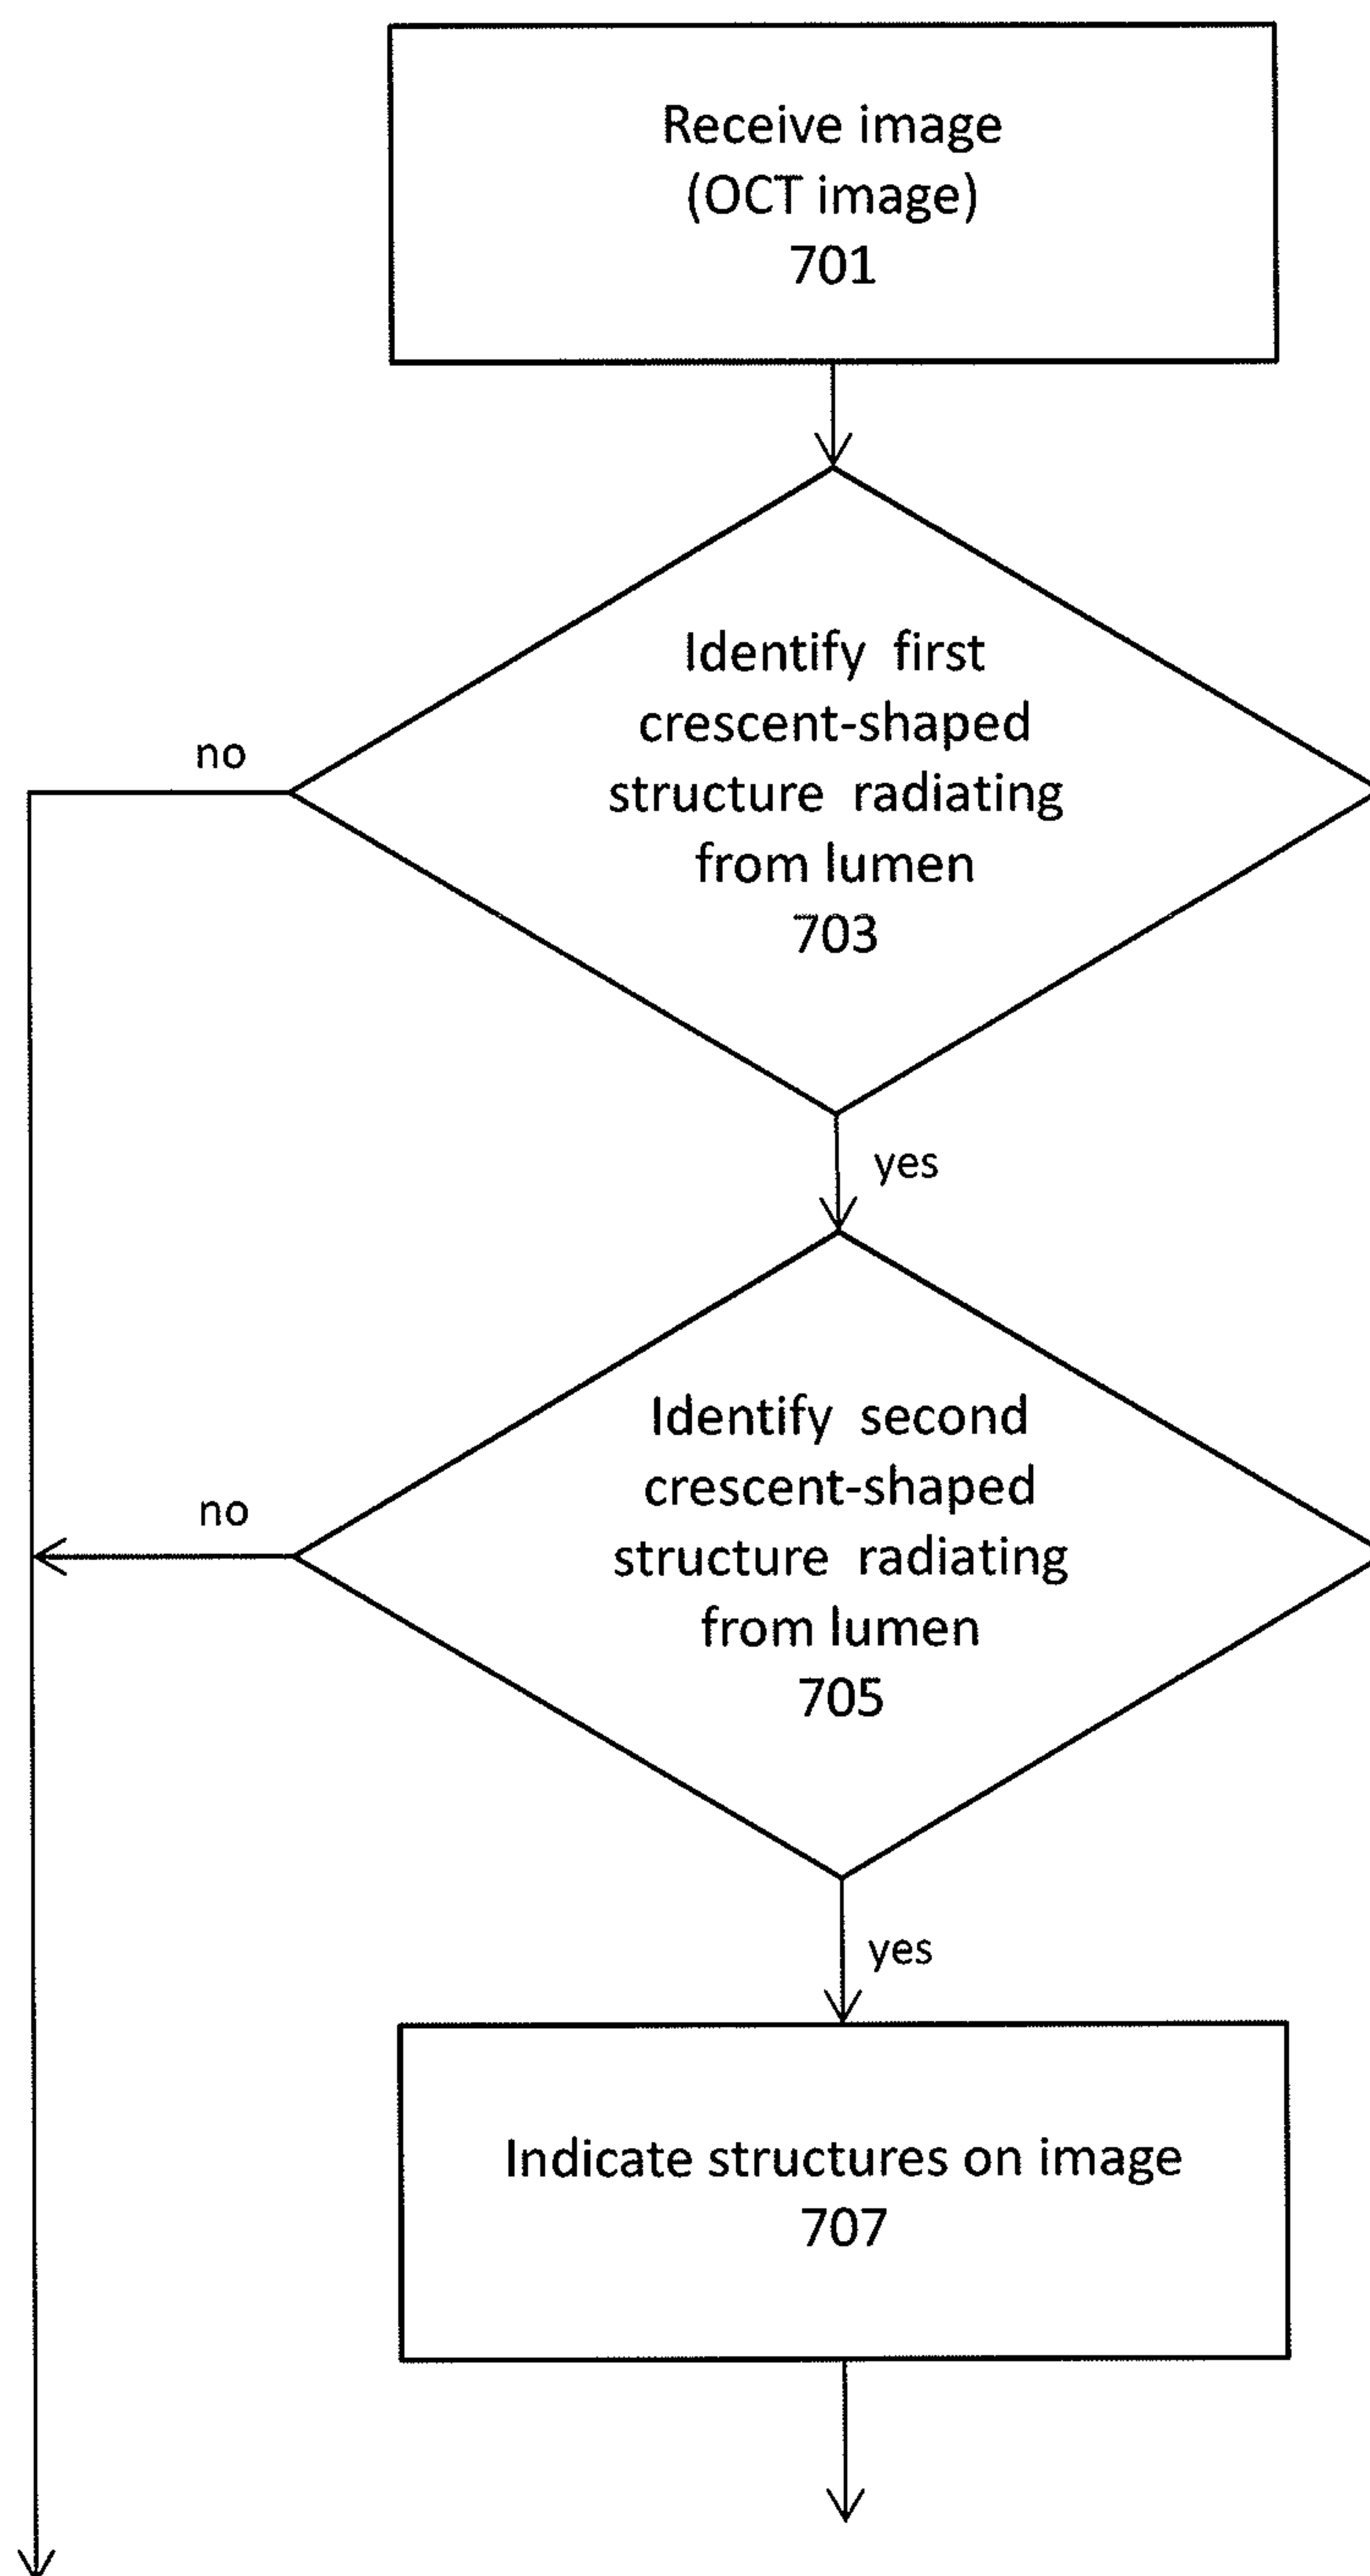 Receive image
(OCT image)
701
Identify first
crescent-shaped
structure radiating
from lumen
703
no
yes
Identify second
crescent-shaped
structure radiating
from lumen
705
no
yes
Indicate structures on image
707